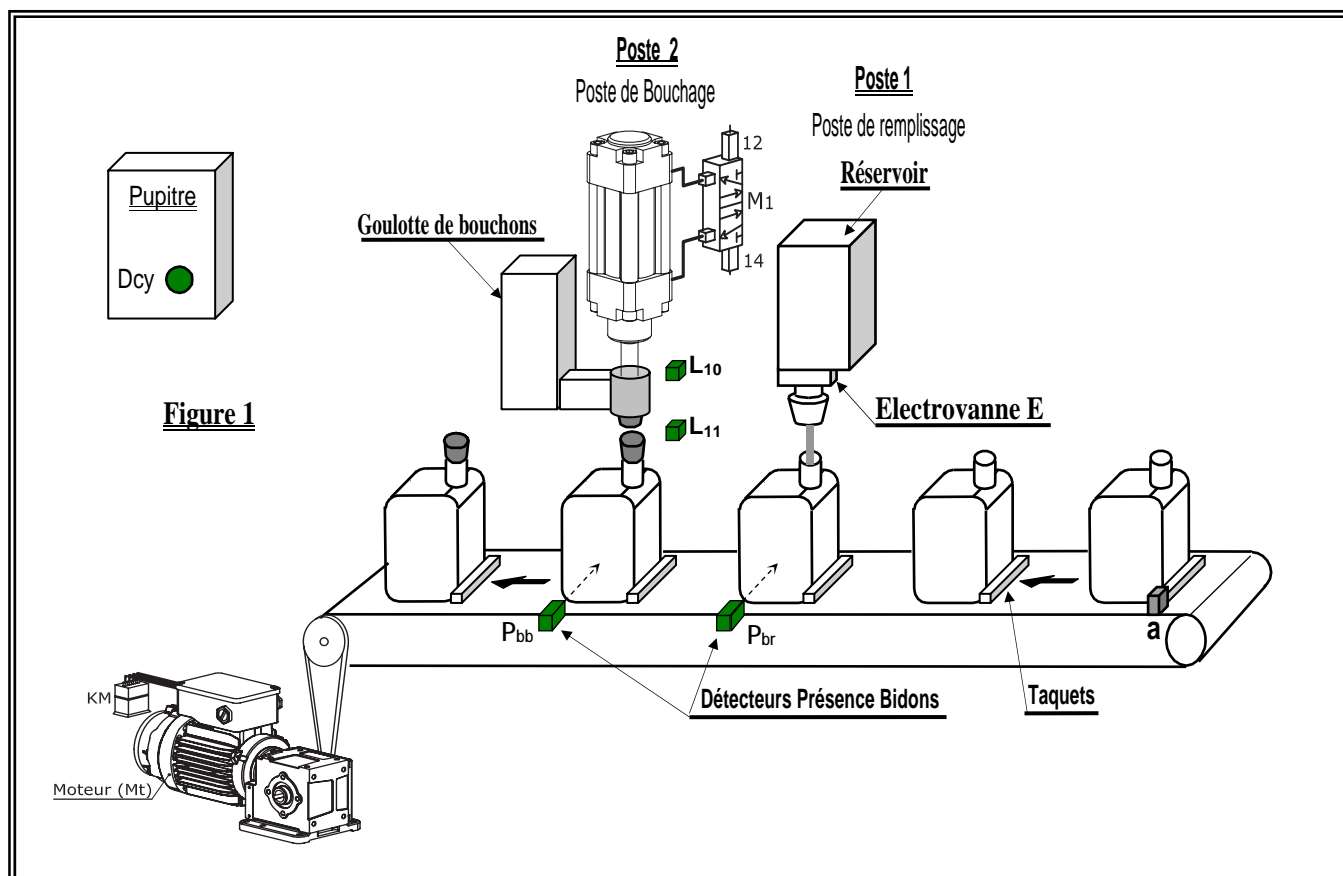 Poste 2
Poste de Bouchage
Poste 1
Poste de remplissage
Réservoir
12
M1
14
Pupitre
Dcy
Goulotte de bouchons
L10
L11
Electrovanne E
Figure 1
Pbb
Pbr
a
KM
Détecteurs Présence Bidons
Taquets
Moteur (Mt)